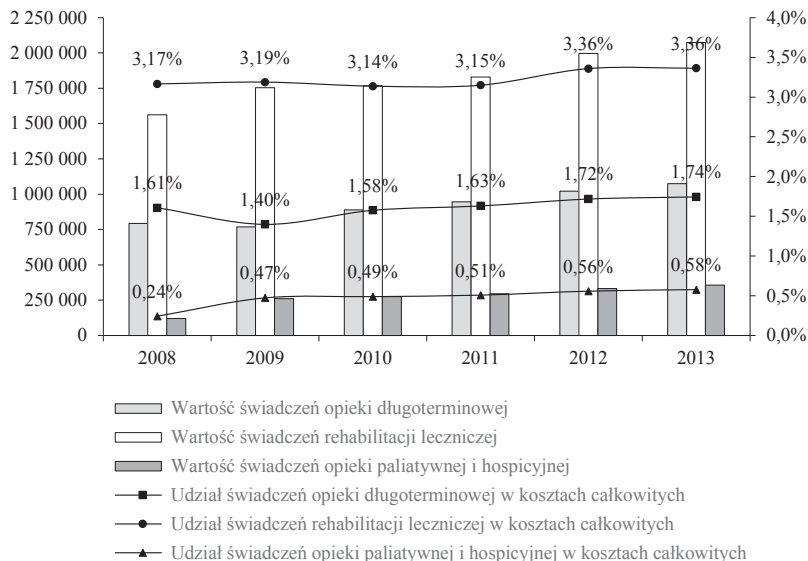 2 250 000
2 000 000
1 750 000
1 500 000
1 250 000
1 000 000
750 000
500 000
250 000
0
4,0%
3,5%
3,0%
2,5%
2,0%
1,5%
1,0%
0,5%
0,0%
3,17% 3,19% 3,14% 3,15% 3,36% 3,36%
1,61% 1,40% 1,58% 1,63% 1,72% 1,74%
0,24% 0,47% 0,49% 0,51% 0,56% 0,58%
2008 2009 2010 2011 2012 2013
Wartość świadczeń opieki długoterminowej
Wartość świadczeń rehabilitacji leczniczej
Wartość świadczeń opieki paliatywnej i hospicyjnej
Udział świadczeń opieki długoterminowej w kosztach całkowitych
Udział świadczeń rehabilitacji leczniczej w kosztach całkowitych
Udział świadczeń opieki paliatywnej i hospicyjnej w kosztach całkowitych